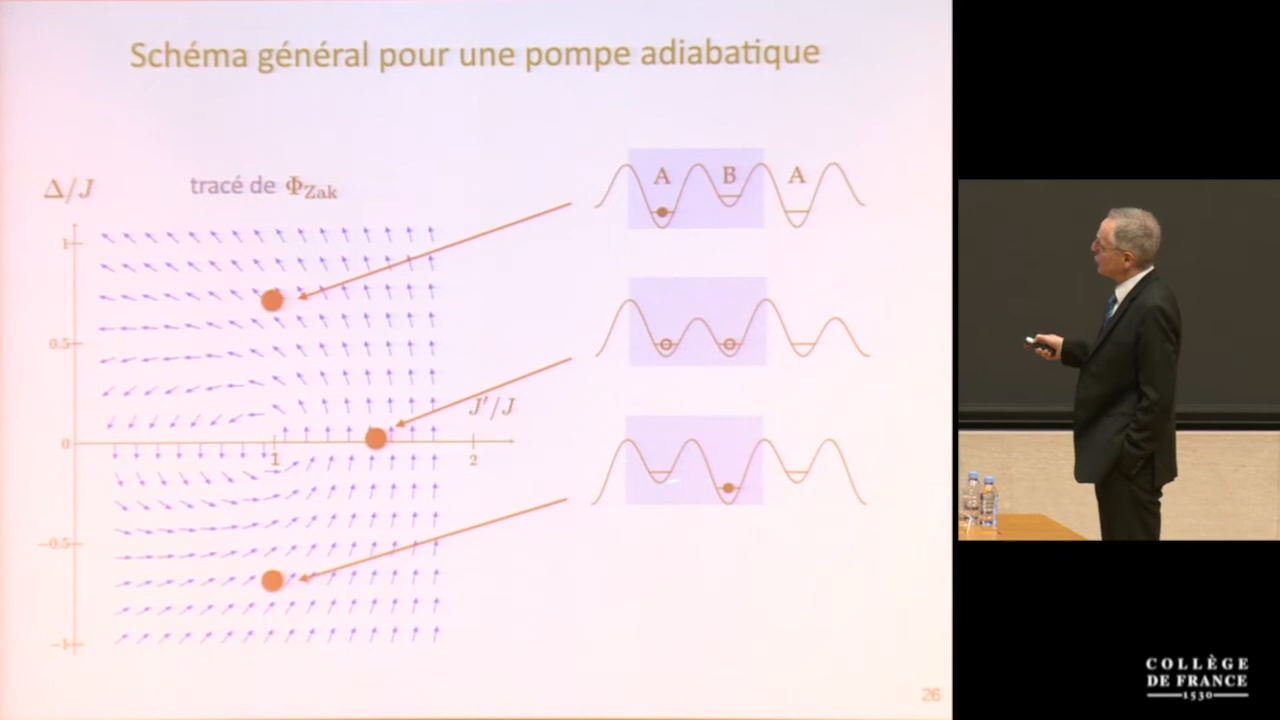 Schéma général pour une pompe adiabatique
Δ/J
tracé de Φ_Zak
A B A
1
0.5
J′/J
0
1
2
−0.5
−1
26
COLLÈGE
DE FRANCE
1530